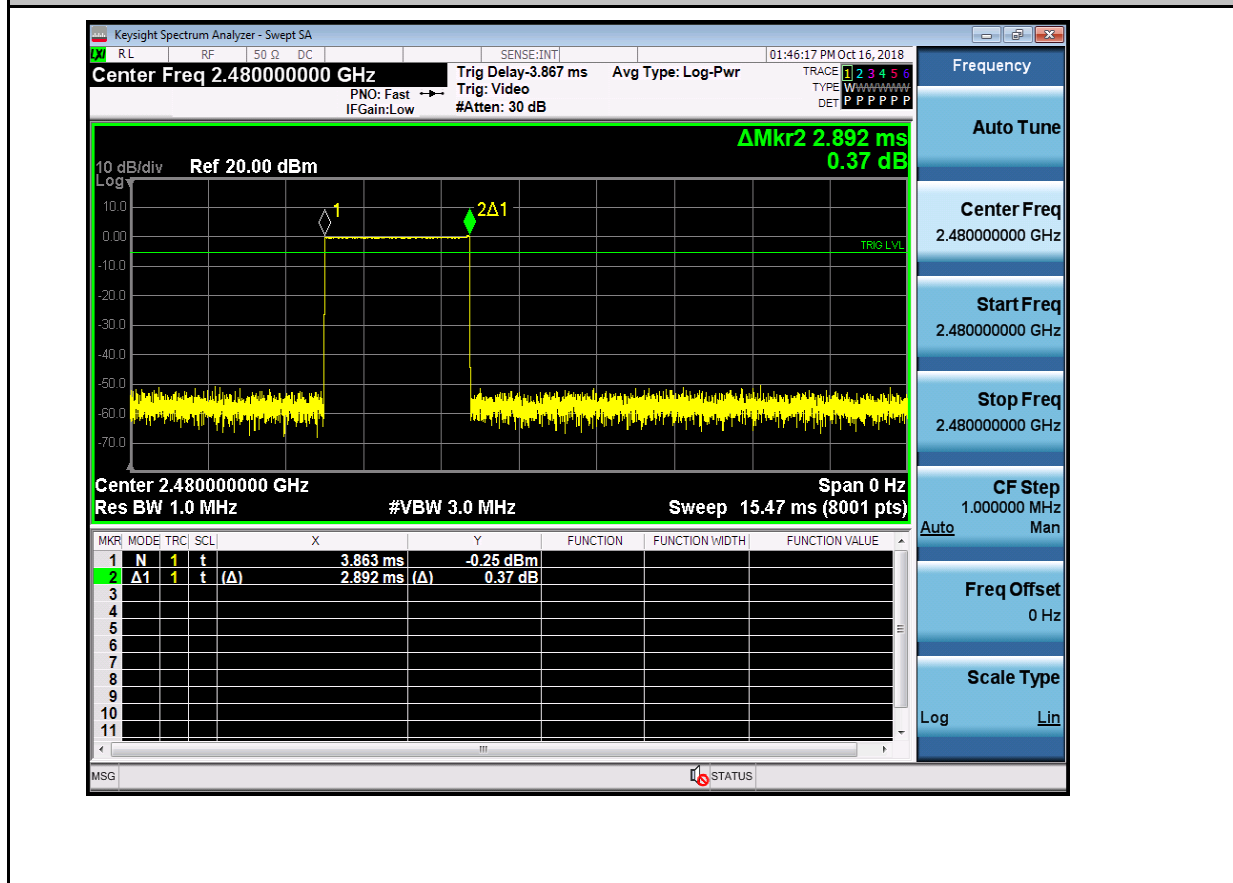 Keysight Spectrum Analyzer - Swept SA
LXI RL RF 50 Ω DC SENSE:INT 01:46:17 PM Oct 16, 2018
Center Freq 2.480000000 GHz
PNO: Fast
IFGain:Low
Trig Delay-3.867 ms
Trig: Video
#Atten: 30 dB
Avg Type: Log-Pwr
TRACE 1 2 3 4 5 6
TYPE WWWWWW
DET P P P P P P
ΔMkr2 2.892 ms
0.37 dB
10 dB/div
Log
Ref 20.00 dBm
1
2Δ1
10.0
0.00
TRIG LVL
-10.0
-20.0
-30.0
-40.0
-50.0
-60.0
-70.0
Center 2.480000000 GHz Span 0 Hz
Res BW 1.0 MHz #VBW 3.0 MHz Sweep 15.47 ms (8001 pts)
MKR MODE TRC SCL X Y FUNCTION FUNCTION WIDTH FUNCTION VALUE
1 N 1 t 3.863 ms -0.25 dBm
2 Δ1 1 t (Δ) 2.892 ms (Δ) 0.37 dB
3
4
5
6
7
8
9
10
11
MSG STATUS
Frequency
Auto Tune
Center Freq
2.480000000 GHz
Start Freq
2.480000000 GHz
Stop Freq
2.480000000 GHz
CF Step
1.000000 MHz
Auto Man
Freq Offset
0 Hz
Scale Type
Log Lin